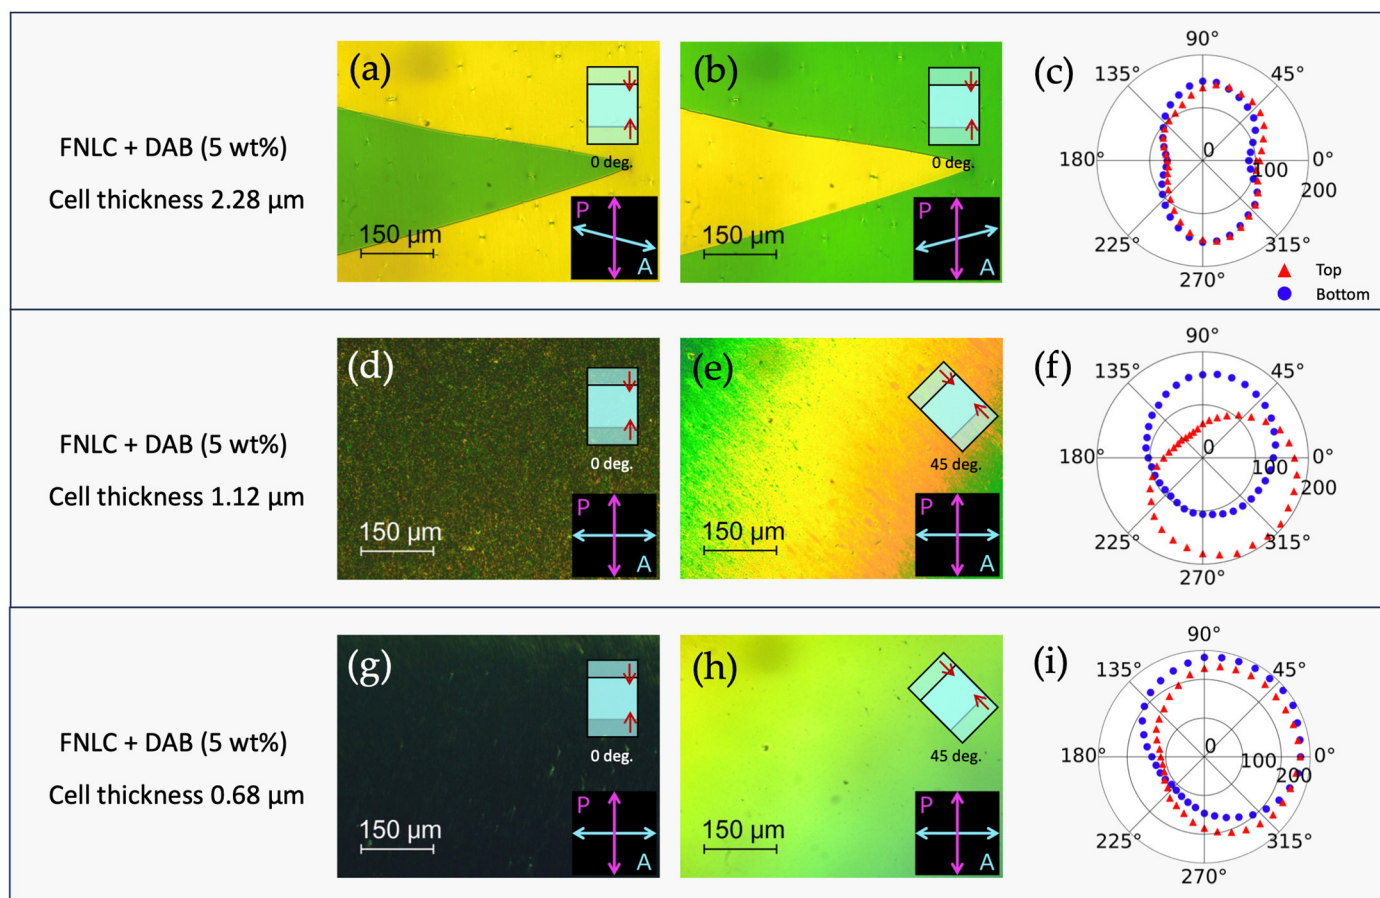 FNLC + DAB (5 wt%)
Cell thickness 2.28 μm
(a)
0 deg.
P
A
150 μm
(b)
0 deg.
P
A
150 μm
(c)
90°
135°
45°
180°
0
0°
100
200
225°
315°
270°
Top
Bottom
FNLC + DAB (5 wt%)
Cell thickness 1.12 μm
(d)
0 deg.
P
A
150 μm
(e)
45 deg.
P
A
150 μm
(f)
90°
135°
45°
180°
0
0°
100
200
225°
315°
270°
FNLC + DAB (5 wt%)
Cell thickness 0.68 μm
(g)
0 deg.
P
A
150 μm
(h)
45 deg.
P
A
150 μm
(i)
90°
135°
45°
180°
0
0°
100
200
225°
315°
270°